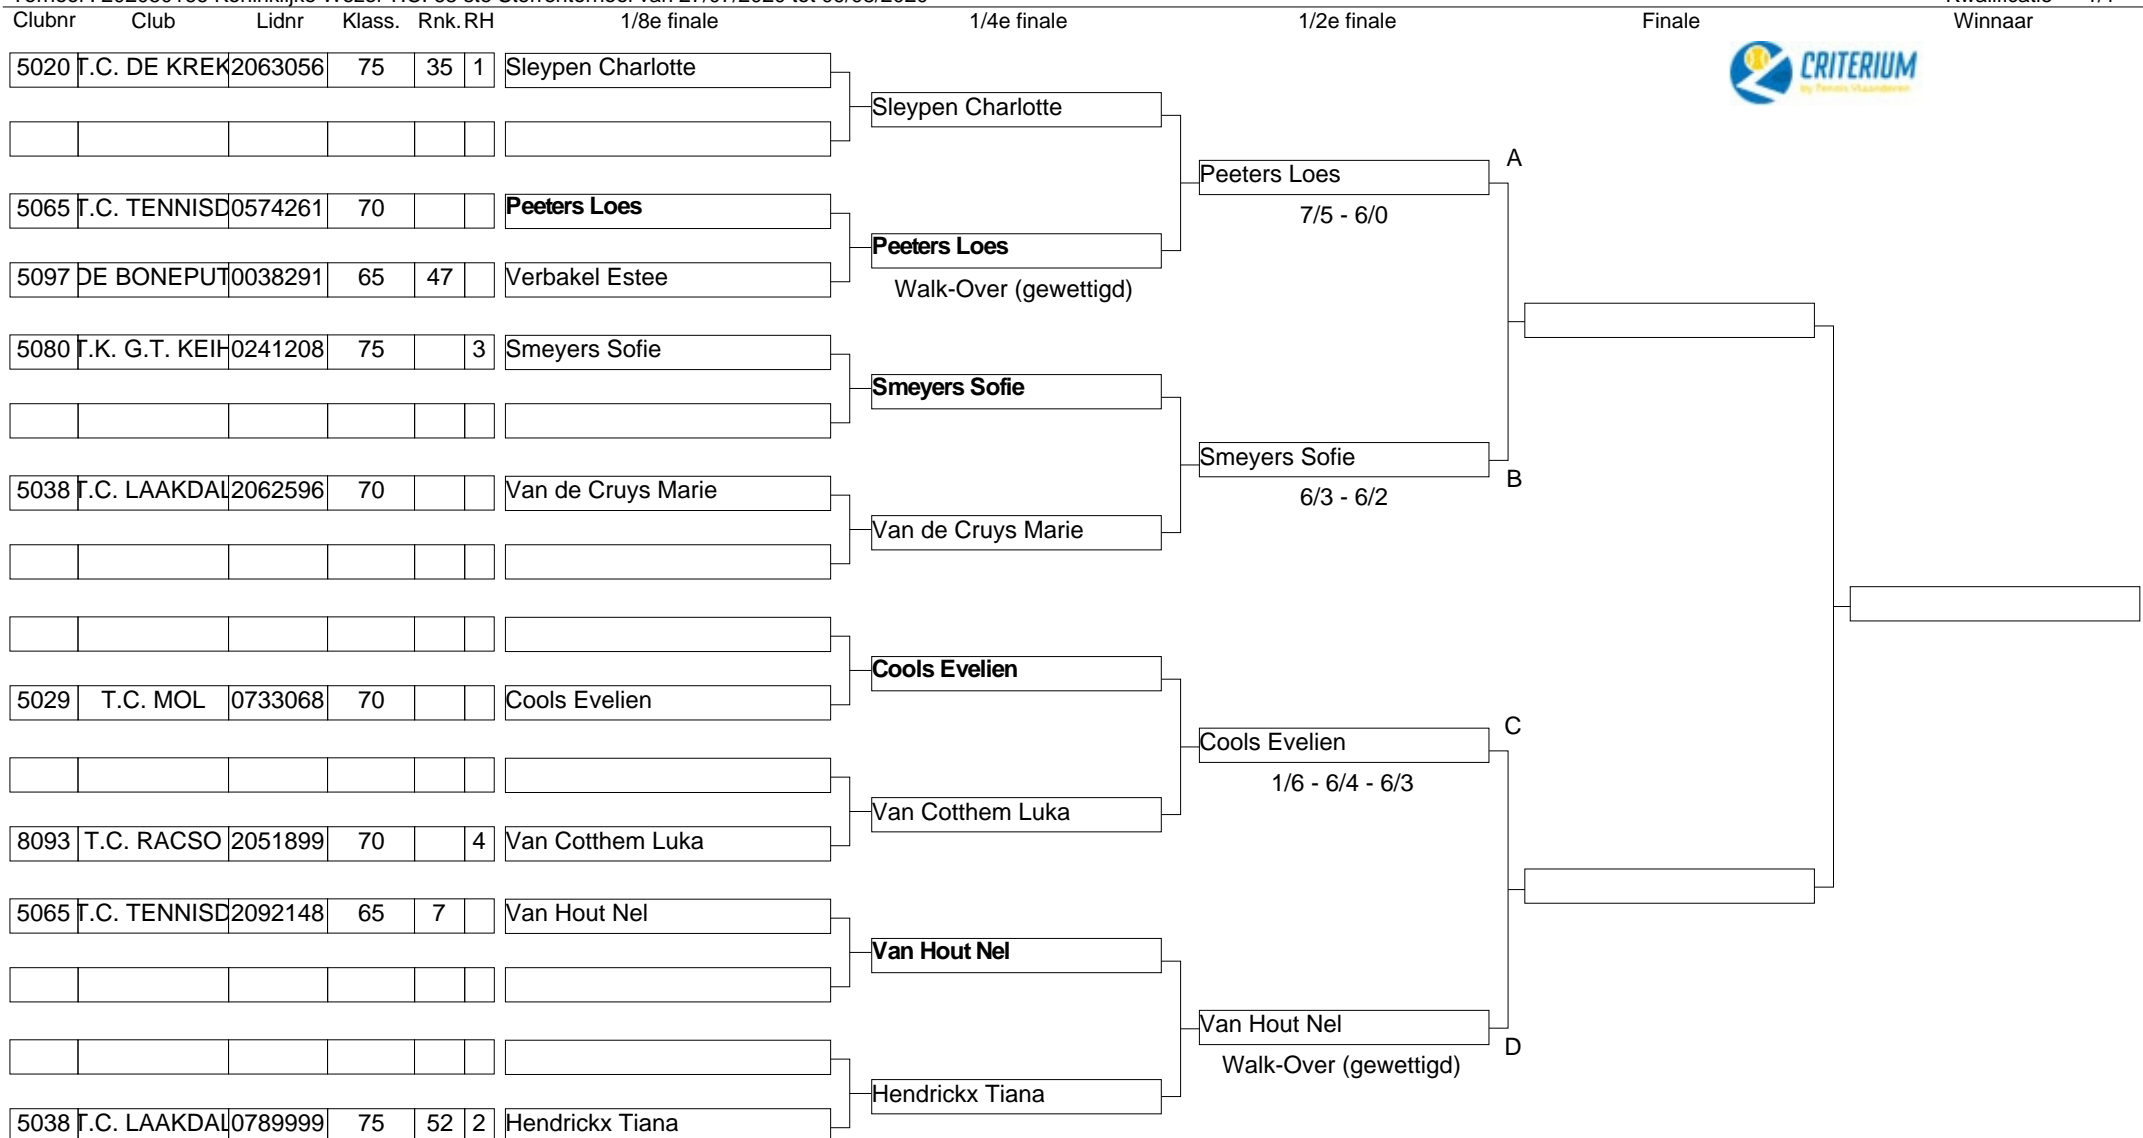 Clubnr Club Lidnr Klass. Rnk. RH 1/8e finale 1/4e finale 1/2e finale Finale Winnaar
CRITERIUM
by Tennis Vlaanderen
5020 T.C. DE KREK 2063056 75 35 1 Sleypen Charlotte
Sleypen Charlotte
A
Peeters Loes
7/5 - 6/0
5065 T.C. TENNISD 0574261 70 Peeters Loes
Peeters Loes
Walk-Over (gewettigd)
5097 DE BONEPUT 0038291 65 47 Verbakel Estee
5080 T.K. G.T. KEIH 0241208 75 3 Smeyers Sofie
Smeyers Sofie
Smeyers Sofie
B
6/3 - 6/2
5038 T.C. LAAKDAL 2062596 70 Van de Cruys Marie
Van de Cruys Marie
Cools Evelien
5029 T.C. MOL 0733068 70 Cools Evelien
C
Cools Evelien
1/6 - 6/4 - 6/3
Van Cotthem Luka
8093 T.C. RACSO 2051899 70 4 Van Cotthem Luka
5065 T.C. TENNISD 2092148 65 7 Van Hout Nel
Van Hout Nel
Van Hout Nel
D
Walk-Over (gewettigd)
Hendrickx Tiana
5038 T.C. LAAKDAL 0789999 75 52 2 Hendrickx Tiana